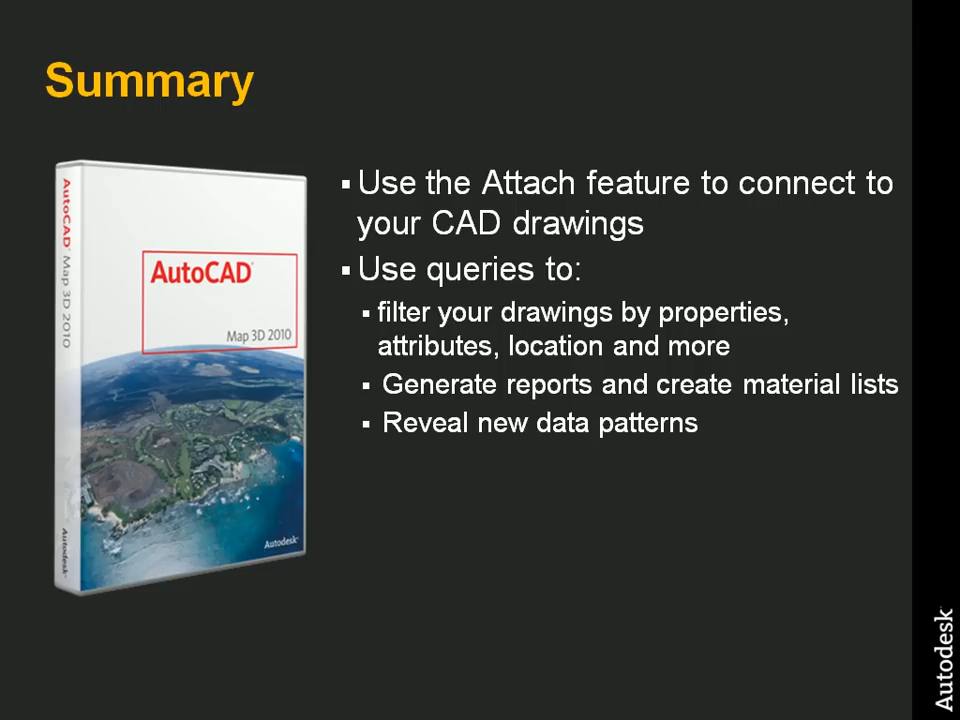 Summary
▪ Use the Attach feature to connect to
your CAD drawings
▪ Use queries to:
▪ filter your drawings by properties,
attributes, location and more
▪ Generate reports and create material lists
▪ Reveal new data patterns
AutoCAD Map 3D 2010
Autodesk
AutoCAD
Map 3D 2010
Autodesk
Autodesk